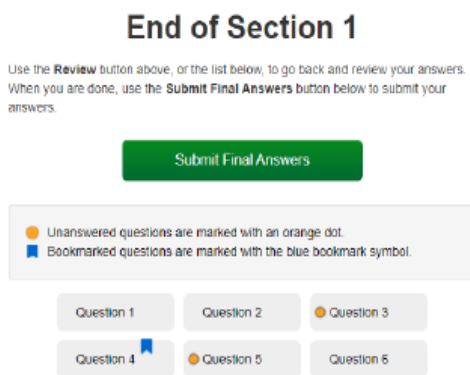 End of Section 1
Use the Review button above, or the list below, to go back and review your answers.
When you are done, use the Submit Final Answers button below to submit your
answers.
Submit Final Answers
Unanswered questions are marked with an orange dot.
Bookmarked questions are marked with the blue bookmark symbol.
Question 1 Question 2 Question 3
Question 4 Question 5 Question 6